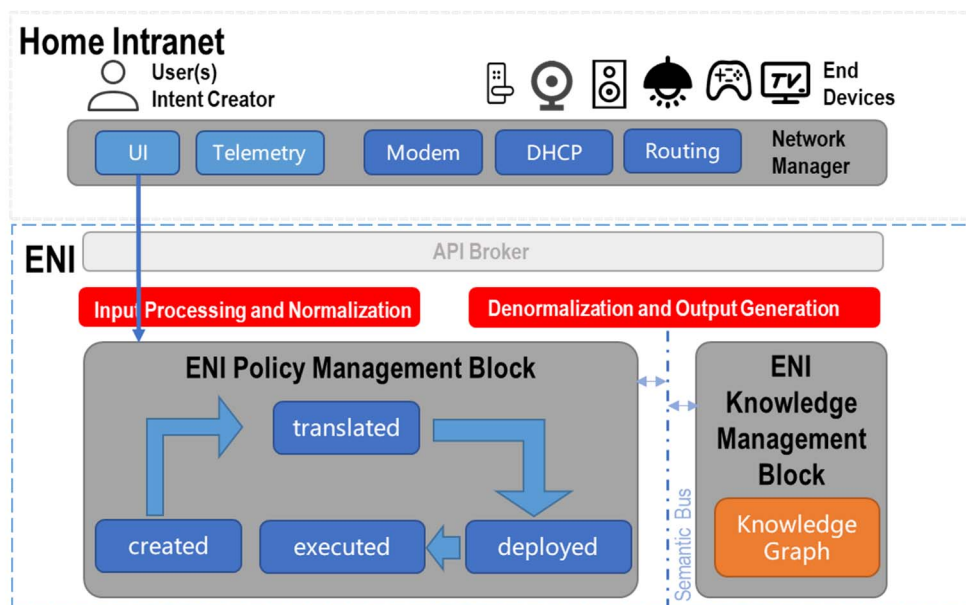 Home Intranet
User(s)
Intent Creator
TV
End
Devices
UI
Telemetry
Modem
DHCP
Routing
Network
Manager
ENI
API Broker
Input Processing and Normalization
Denormalization and Output Generation
ENI Policy Management Block
translated
created
executed
deployed
Semantic Bus
ENI
Knowledge
Management
Block
Knowledge
Graph